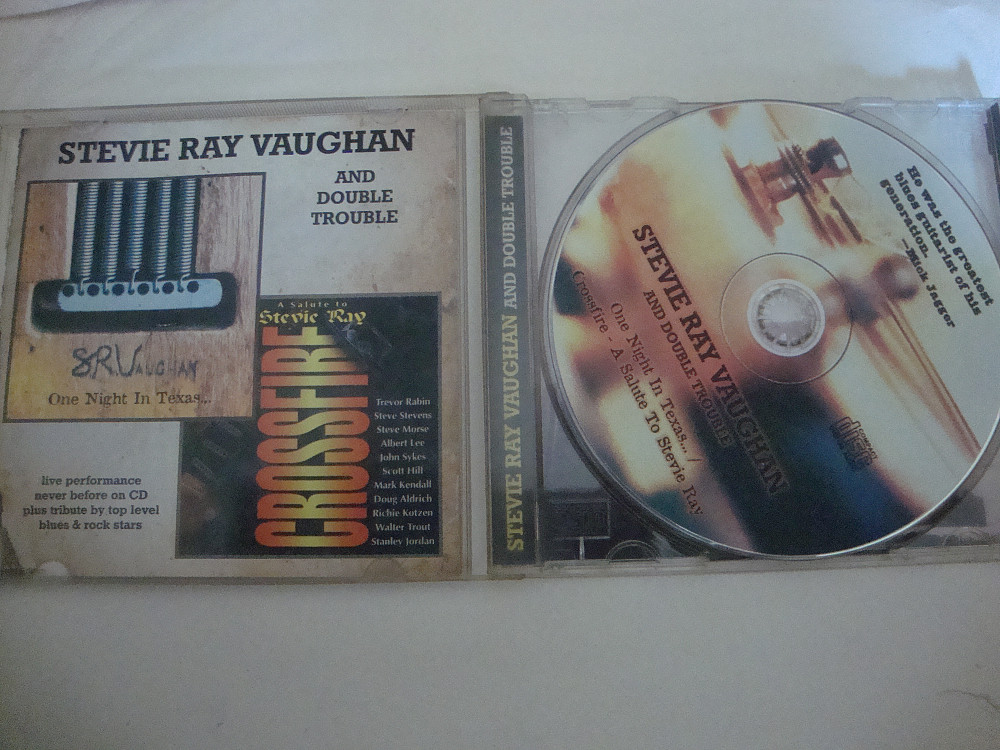 STEVIE RAY VAUGHAN
AND
DOUBLE
TROUBLE
SRVAUGHAN
One Night In Texas...
A Salute to
Stevie Ray
CROSSFIRE
Trevor Rabin
Steve Stevens
Steve Morse
Albert Lee
John Sykes
Scott Hill
Mark Kendall
Doug Aldrich
Richie Kotzen
Walter Trout
Stanley Jordan
live performance
never before on CD
plus tribute by top level
blues & rock stars
STEVIE RAY VAUGHAN AND DOUBLE TROUBLE
He was the greatest
blues guitarist of his
generation.
—Mick Jagger
STEVIE RAY VAUGHAN
AND DOUBLE TROUBLE
One Night In Texas... /
Crossfire - A Salute To Stevie Ray
COMPACT
disc